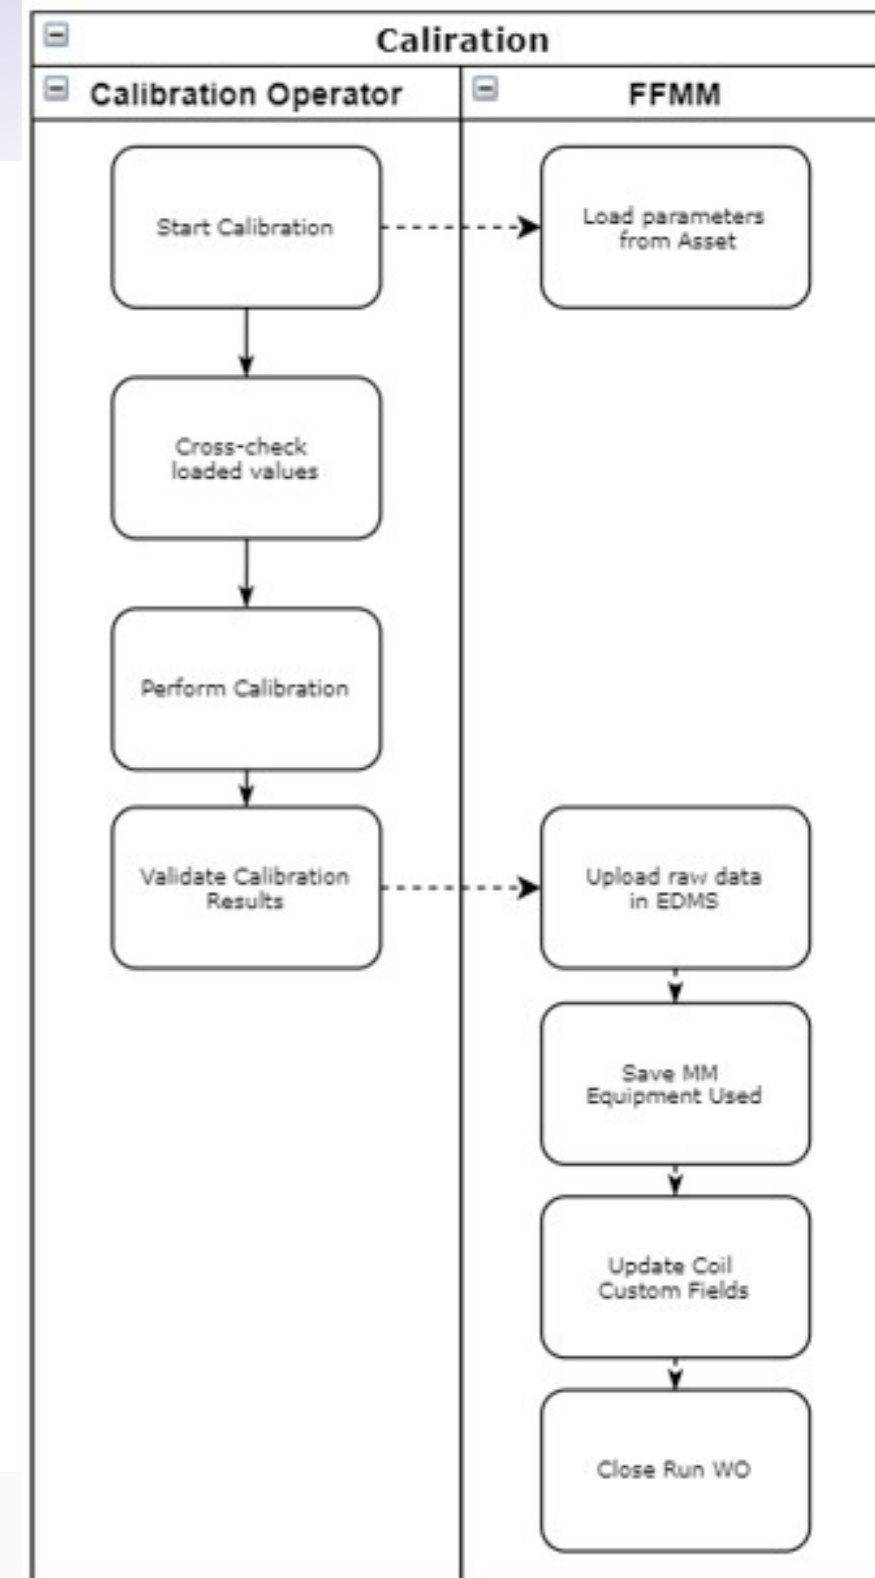 Caliration
Calibration Operator
FFMM
Start Calibration
Load parameters
from Asset
Cross-check
loaded values
Perform Calibration
Validate Calibration
Results
Upload raw data
in EDMS
Save MM
Equipment Used
Update Coil
Custom Fields
Close Run WO